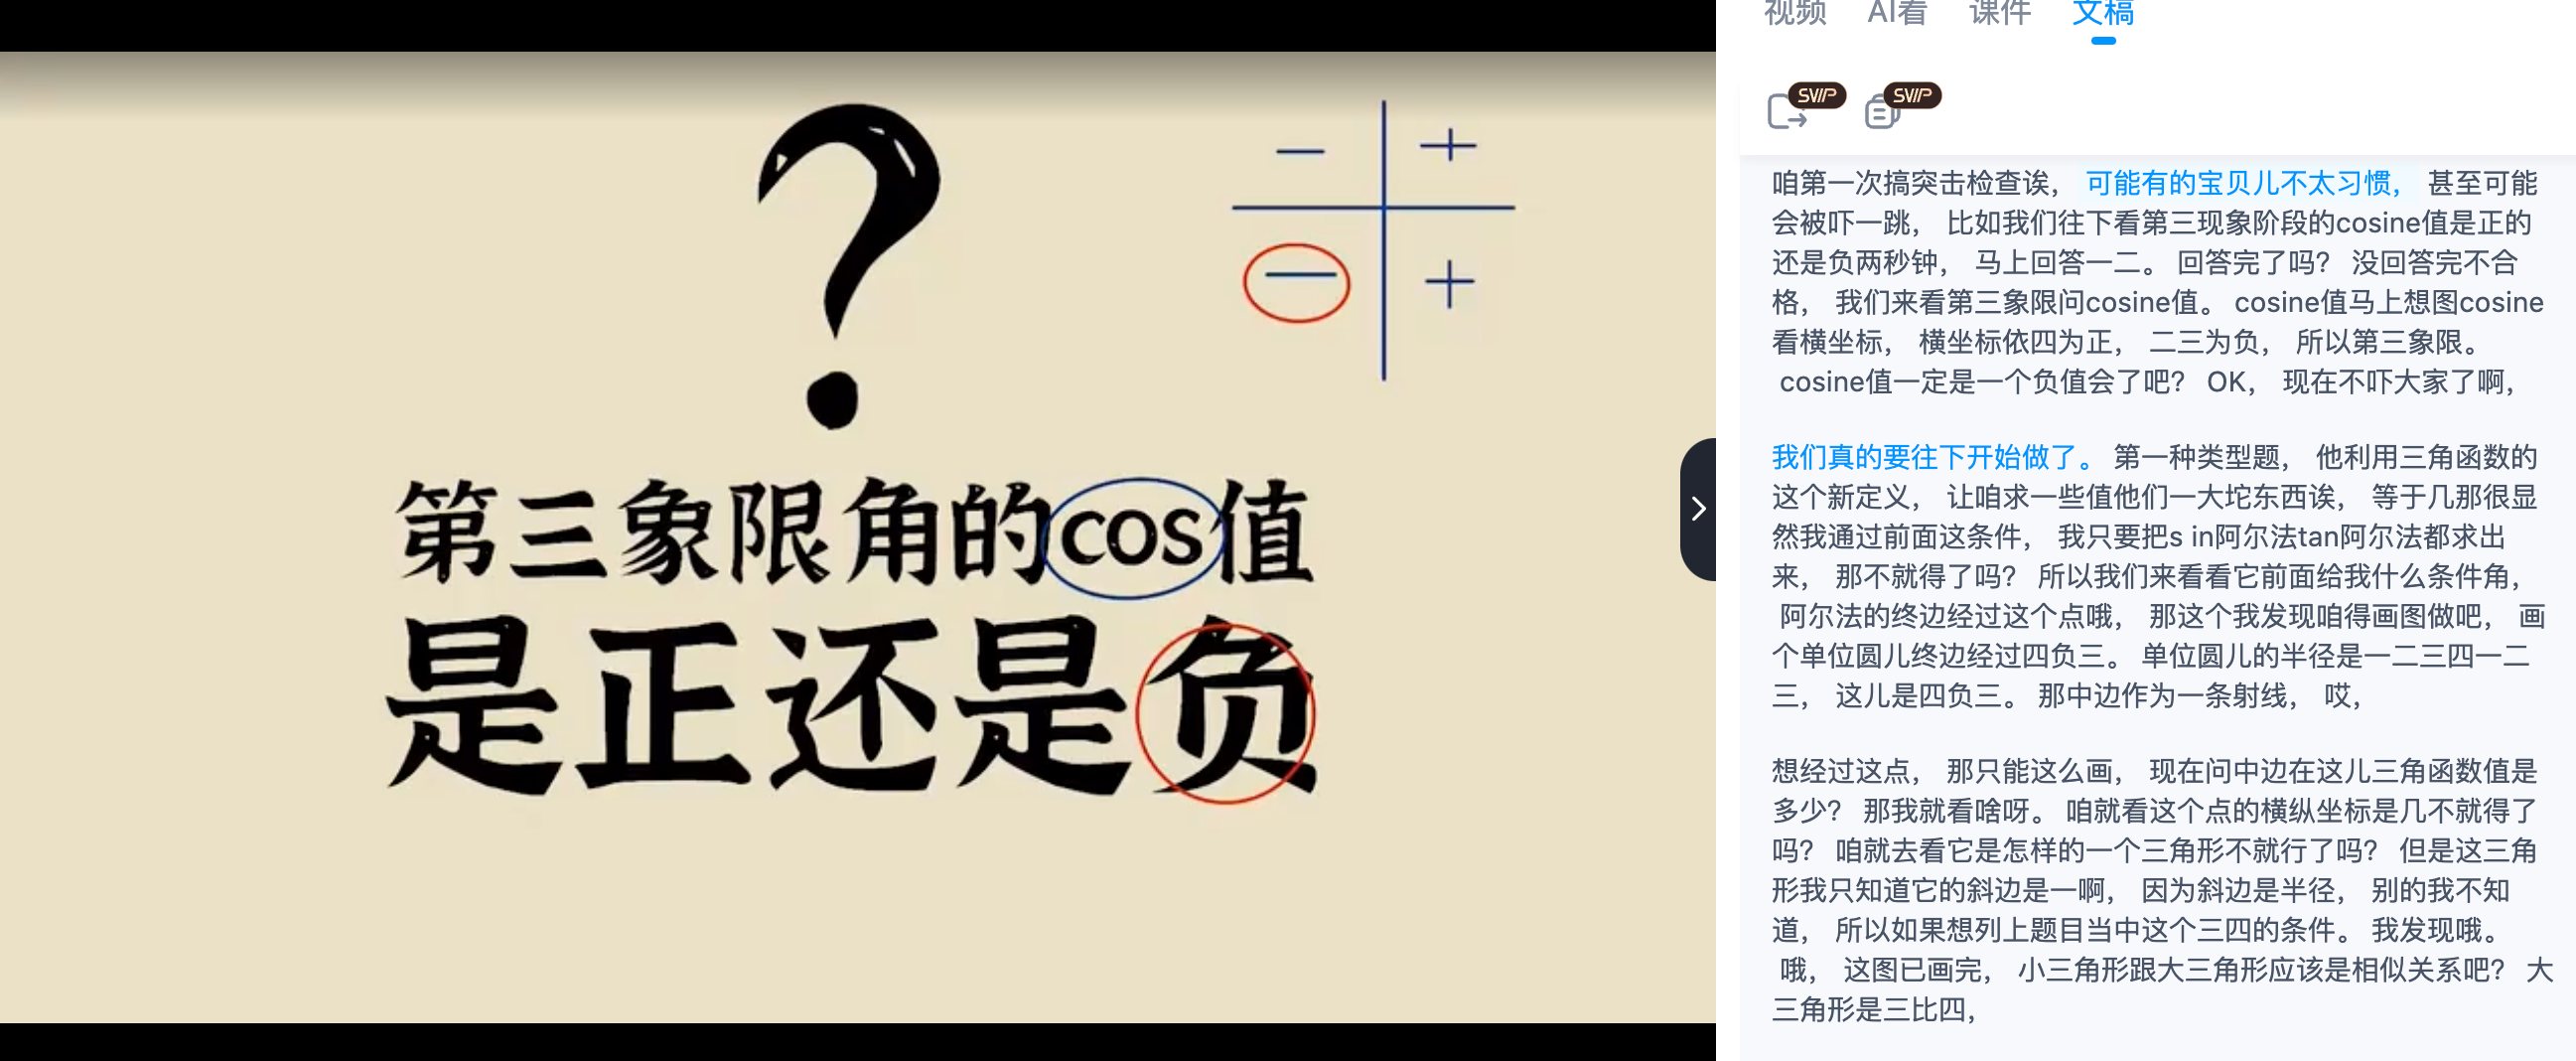 ?
第三象限角的cos值
是正还是负
− +
− +
视频 AI看 课件 文稿
SVIP SVIP
咱第一次搞突击检查诶， 可能有的宝贝儿不太习惯， 甚至可能
会被吓一跳， 比如我们往下看第三现象阶段的cosine值是正的
还是负两秒钟， 马上回答一二。 回答完了吗？ 没回答完不合
格， 我们来看第三象限问cosine值。 cosine值马上想图cosine
看横坐标， 横坐标依四为正， 二三为负， 所以第三象限。
cosine值一定是一个负值会了吧？ OK， 现在不吓大家了啊，
我们真的要往下开始做了。 第一种类型题， 他利用三角函数的
这个新定义， 让咱求一些值他们一大坨东西诶， 等于几那很显
然我通过前面这条件， 我只要把s in阿尔法tan阿尔法都求出
来， 那不就得了吗？ 所以我们来看看它前面给我什么条件角，
阿尔法的终边经过这个点哦， 那这个我发现咱得画图做吧， 画
个单位圆儿终边经过四负三。 单位圆儿的半径是一二三四一二
三， 这儿是四负三。 那中边作为一条射线， 哎，
想经过这点， 那只能这么画， 现在问中边在这儿三角函数值是
多少？ 那我就看啥呀。 咱就看这个点的横纵坐标是几不就得了
吗？ 咱就去看它是怎样的一个三角形不就行了吗？ 但是这三角
形我只知道它的斜边是一啊， 因为斜边是半径， 别的我不知
道， 所以如果想列上题目当中这个三四的条件。 我发现哦。
哦， 这图已画完， 小三角形跟大三角形应该是相似关系吧？ 大
三角形是三比四，